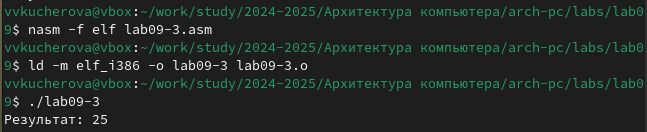 vvkucherova@vbox:~/work/study/2024-2025/Архитектура компьютера/arch-pc/labs/lab0
9$ nasm -f elf lab09-3.asm
vvkucherova@vbox:~/work/study/2024-2025/Архитектура компьютера/arch-pc/labs/lab0
9$ ld -m elf_i386 -o lab09-3 lab09-3.o
vvkucherova@vbox:~/work/study/2024-2025/Архитектура компьютера/arch-pc/labs/lab0
9$ ./lab09-3
Результат: 25